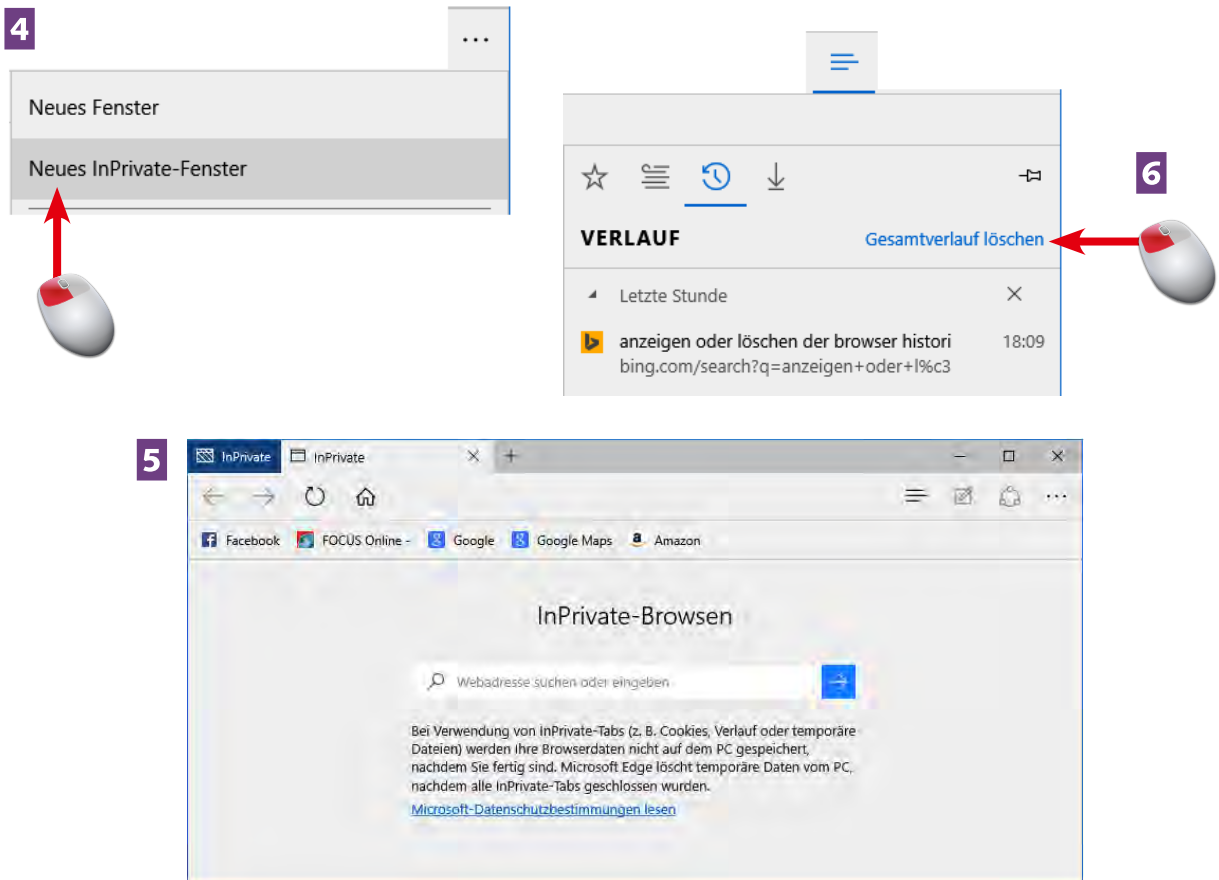 4
...
Neues Fenster
Neues InPrivate-Fenster
6
VERLAUF Gesamtverlauf löschen
Letzte Stunde
anzeigen oder löschen der browser histori 18:09
bing.com/search?q=anzeigen+oder+l%c3
5
InPrivate InPrivate
Facebook FOCUS Online - Google Google Maps Amazon
InPrivate-Browsen
Webadresse suchen oder eingeben
Bei Verwendung von InPrivate-Tabs (z. B. Cookies, Verlauf oder temporäre
Dateien) werden Ihre Browserdaten nicht auf dem PC gespeichert,
nachdem Sie fertig sind. Microsoft Edge löscht temporäre Daten vom PC,
nachdem alle InPrivate-Tabs geschlossen wurden.
Microsoft-Datenschutzbestimmungen lesen